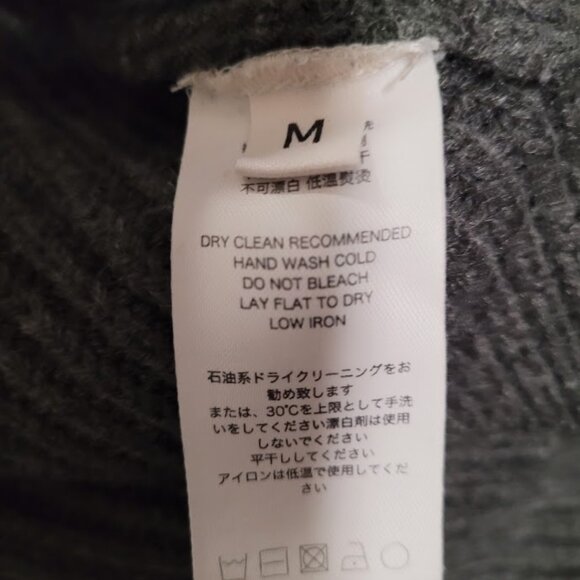 M
不可漂白 低溫熨燙
DRY CLEAN RECOMMENDED
HAND WASH COLD
DO NOT BLEACH
LAY FLAT TO DRY
LOW IRON
石油系ドライクリーニングをお
勧め致します
または、30℃を上限として手洗
いをしてください漂白剤は使用
しないでください
平干ししてください
アイロンは低温で使用してくだ
さい